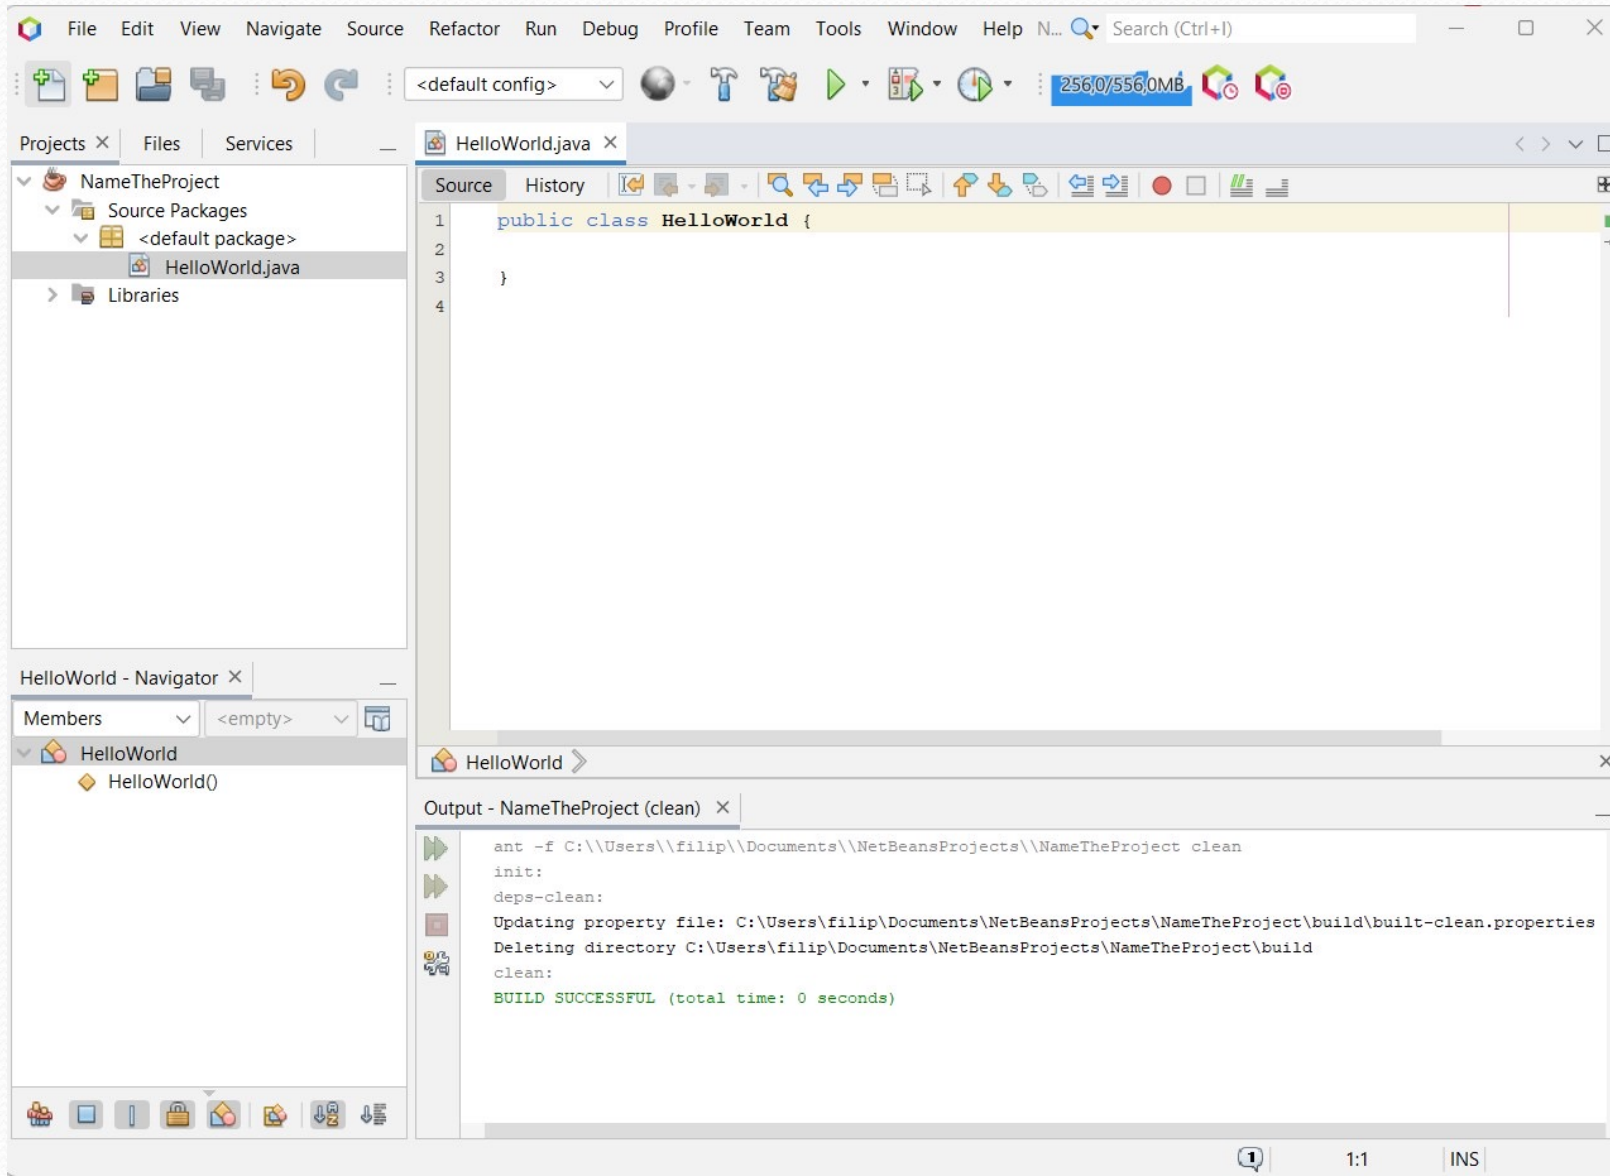 File Edit View Navigate Source Refactor Run Debug Profile Team Tools Window Help N... Search (Ctrl+I)
<default config> 256,0/556,0MB
Projects Files Services
NameTheProject
Source Packages
<default package>
HelloWorld.java
Libraries
HelloWorld.java
Source History
1 public class HelloWorld {
2
3 }
4
HelloWorld - Navigator
Members <empty>
HelloWorld
HelloWorld()
HelloWorld
Output - NameTheProject (clean)
ant -f C:\\Users\\filip\\Documents\\NetBeansProjects\\NameTheProject clean
init:
deps-clean:
Updating property file: C:\Users\filip\Documents\NetBeansProjects\NameTheProject\build\built-clean.properties
Deleting directory C:\Users\filip\Documents\NetBeansProjects\NameTheProject\build
clean:
BUILD SUCCESSFUL (total time: 0 seconds)
1 1:1 INS